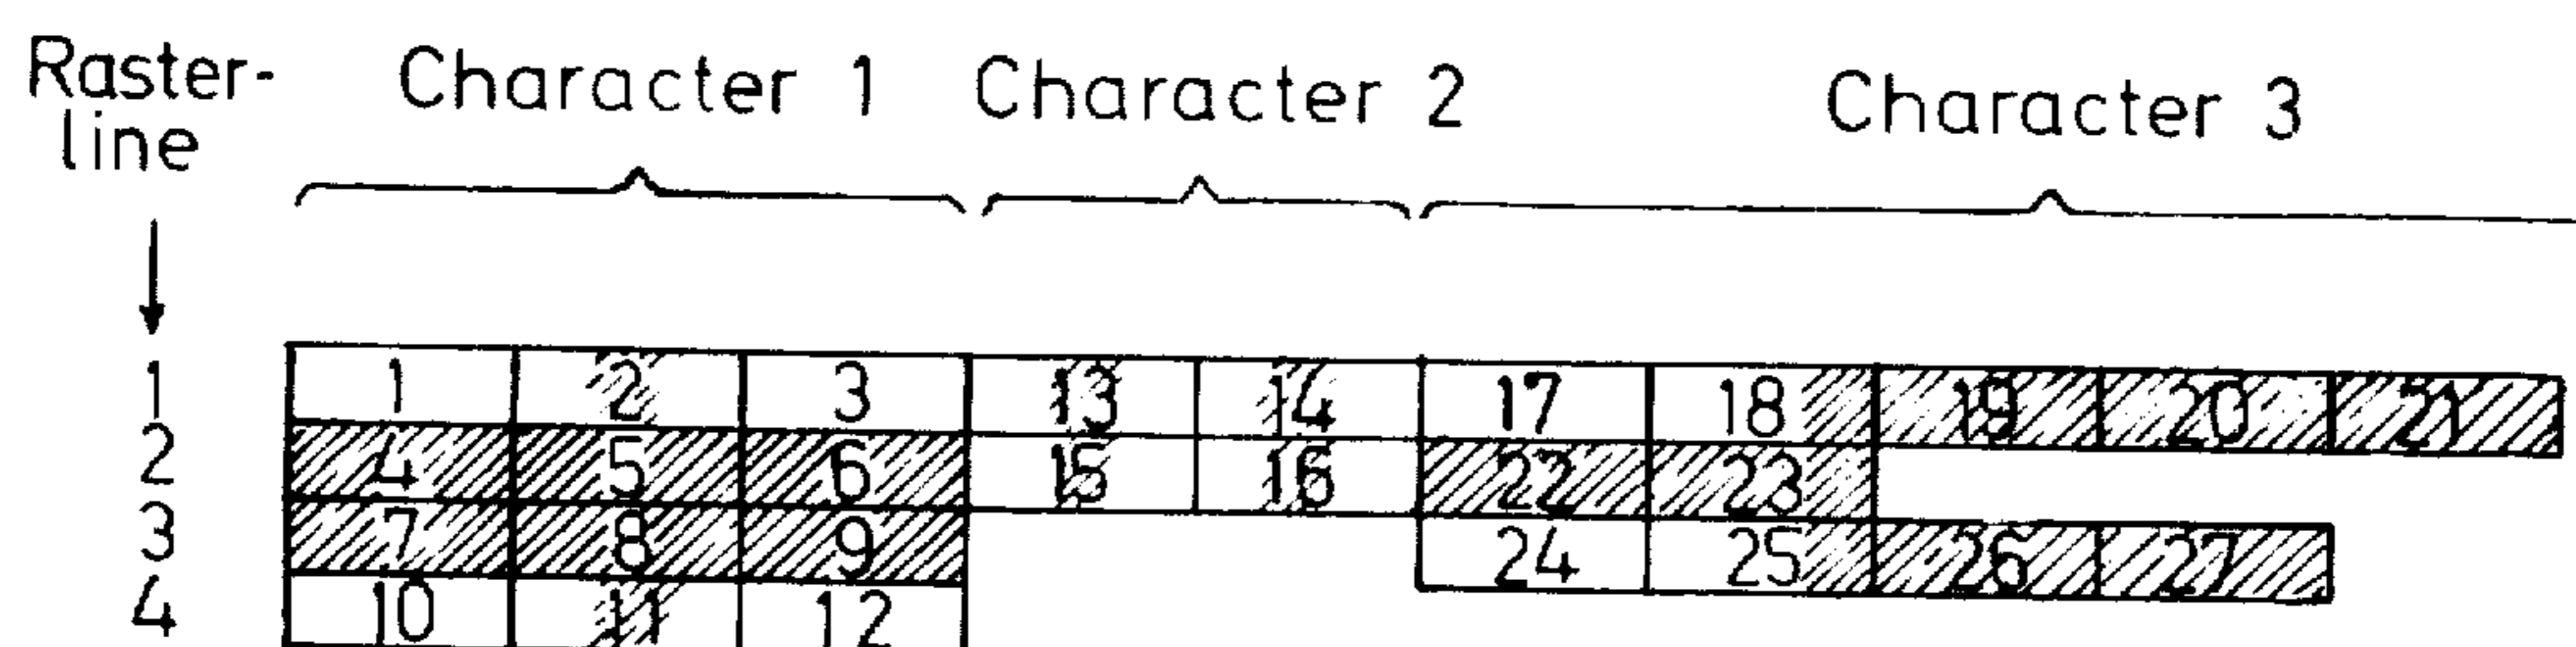 Raster-
line
Character 1 Character 2 Character 3
1 1 2 3 13 14 17 18 19 20 21
2 4 5 6 15 16 22 23
3 7 8 9 24 25 26 27
4 10 11 12